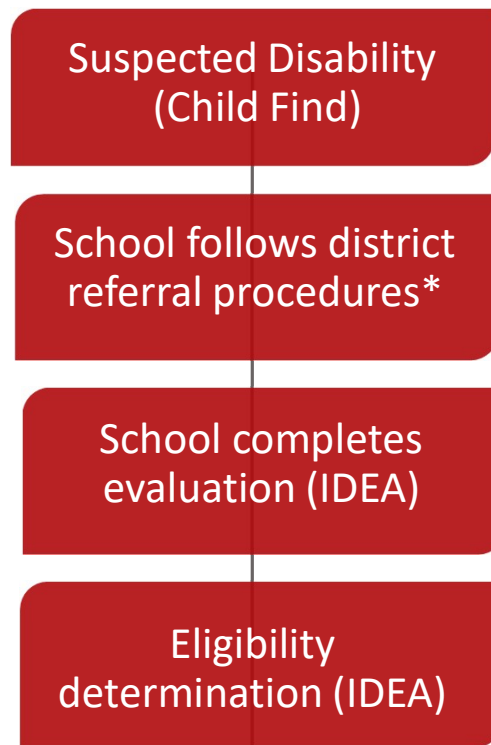 Suspected Disability
(Child Find)
School follows district
referral procedures*
School completes
evaluation (IDEA)
Eligibility
determination (IDEA)